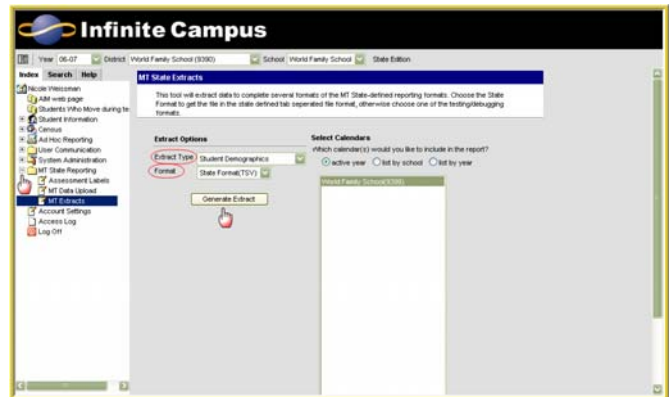 Infinite Campus
Year 06-07 District World Family School (9390) School World Family School State Edition
Index Search Help
Nicole Weissman
AIM web page
Students Who Move during te
Student Information
Census
Ad Hoc Reporting
User Communication
System Administration
MT State Reporting
Assessment Labels
MT Data Upload
MT Extracts
Account Settings
Access Log
Log Off
MT State Extracts
This tool will extract data to complete several formats of the MT State-defined reporting formats. Choose the State
Format to get the file in the state defined tab seperated file format, otherwise choose one of the testing/debugging
formats.
Extract Options
Extract Type Student Demographics
Format State Format(TSV)
Generate Extract
Select Calendars
Which calendar(s) would you like to include in the report?
active year list by school list by year